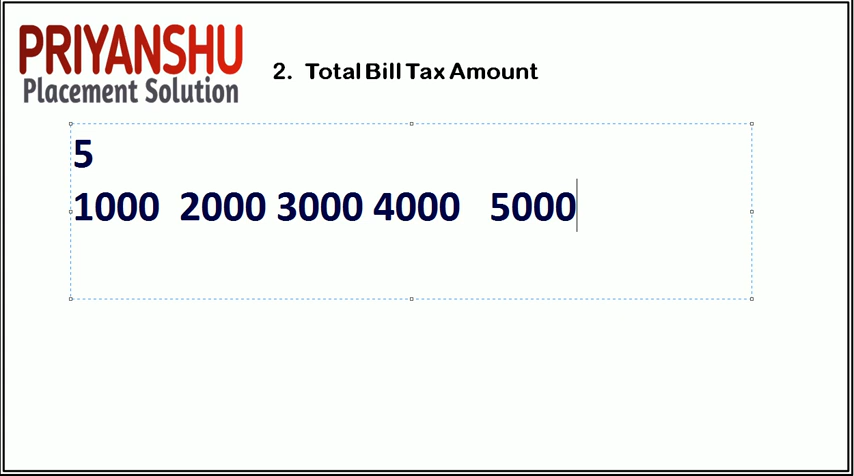 PRIYANSHU
Placement Solution
2. Total Bill Tax Amount
5
1000 2000 3000 4000 5000